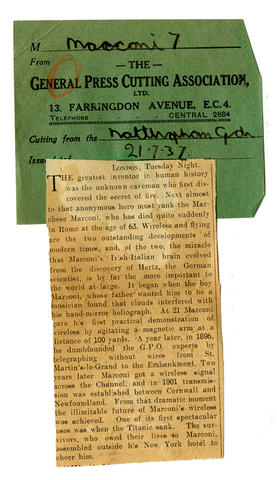 M Marconi 7
From
— THE —
GENERAL PRESS CUTTING ASSOCIATION,
LTD.
13. FARRINGDON AVENUE, E.C.4.
TELEPHONE CENTRAL 2684
Cutting from the Nottingham Gdn
Issue 21.7.37
LONDON, Tuesday Night.
THE greatest inventor in human history
was the unknown caveman who first dis-
covered the secret of fire. Next almost
to that anonymous hero must rank the Mar-
chese Marconi, who has died quite suddenly
in Rome at the age of 63. Wireless and flying
are the two outstanding developments of
modern times, and, of the two, the miracle
that Marconi's Irish-Italian brain evolved
from the discovery of Hertz, the German
scientist, is by far the more important to
the world at large. It began when the boy
Marconi, whose father wanted him to be a
musician found that clouds interfered with
his hand-mirror heliograph. At 21 Marconi
gave his first practical demonstration of
wireless by agitating a magnetic arm at a
distance of 100 yards. A year later, in 1896,
he dumbfounded the G.P.O. experts by
telegraphing without wires from St.
Martin's-le-Grand to the Embankment. Two
years later Marconi got a wireless signal
across the Channel, and in 1901 trans-
mission was established between Cornwall and
Newfoundland. From that dramatic moment
the illimitable future of Marconi's wireless
was achieved. One of its first spectacular
uses was when the Titanic sank. The sur-
vivors, who owed their lives to Marconi,
assembled outside his New York hotel to
cheer him.